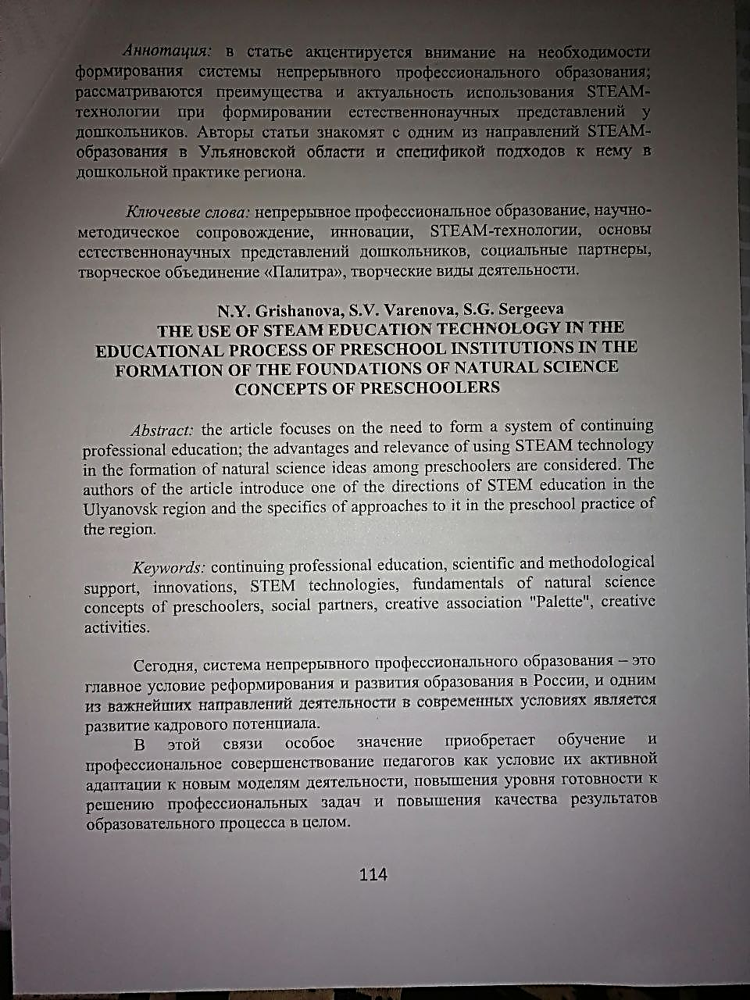 Аннотация: в статье акцентируется внимание на необходимости
формирования системы непрерывного профессионального образования;
рассматриваются преимущества и актуальность использования STEAM-
технологии при формировании естественнонаучных представлений у
дошкольников. Авторы статьи знакомят с одним из направлений STEAM-
образования в Ульяновской области и спецификой подходов к нему в
дошкольной практике региона.
Ключевые слова: непрерывное профессиональное образование, научно-
методическое сопровождение, инновации, STEAM-технологии, основы
естественнонаучных представлений дошкольников, социальные партнеры,
творческое объединение «Палитра», творческие виды деятельности.
N.Y. Grishanova, S.V. Varenova, S.G. Sergeeva
THE USE OF STEAM EDUCATION TECHNOLOGY IN THE
EDUCATIONAL PROCESS OF PRESCHOOL INSTITUTIONS IN THE
FORMATION OF THE FOUNDATIONS OF NATURAL SCIENCE
CONCEPTS OF PRESCHOOLERS
Abstract: the article focuses on the need to form a system of continuing
professional education; the advantages and relevance of using STEAM technology
in the formation of natural science ideas among preschoolers are considered. The
authors of the article introduce one of the directions of STEM education in the
Ulyanovsk region and the specifics of approaches to it in the preschool practice of
the region.
Keywords: continuing professional education, scientific and methodological
support, innovations, STEM technologies, fundamentals of natural science
concepts of preschoolers, social partners, creative association "Palette", creative
activities.
Сегодня, система непрерывного профессионального образования – это
главное условие реформирования и развития образования в России, и одним
из важнейших направлений деятельности в современных условиях является
развитие кадрового потенциала.
В этой связи особое значение приобретает обучение и
профессиональное совершенствование педагогов как условие их активной
адаптации к новым моделям деятельности, повышения уровня готовности к
решению профессиональных задач и повышения качества результатов
образовательного процесса в целом.
114